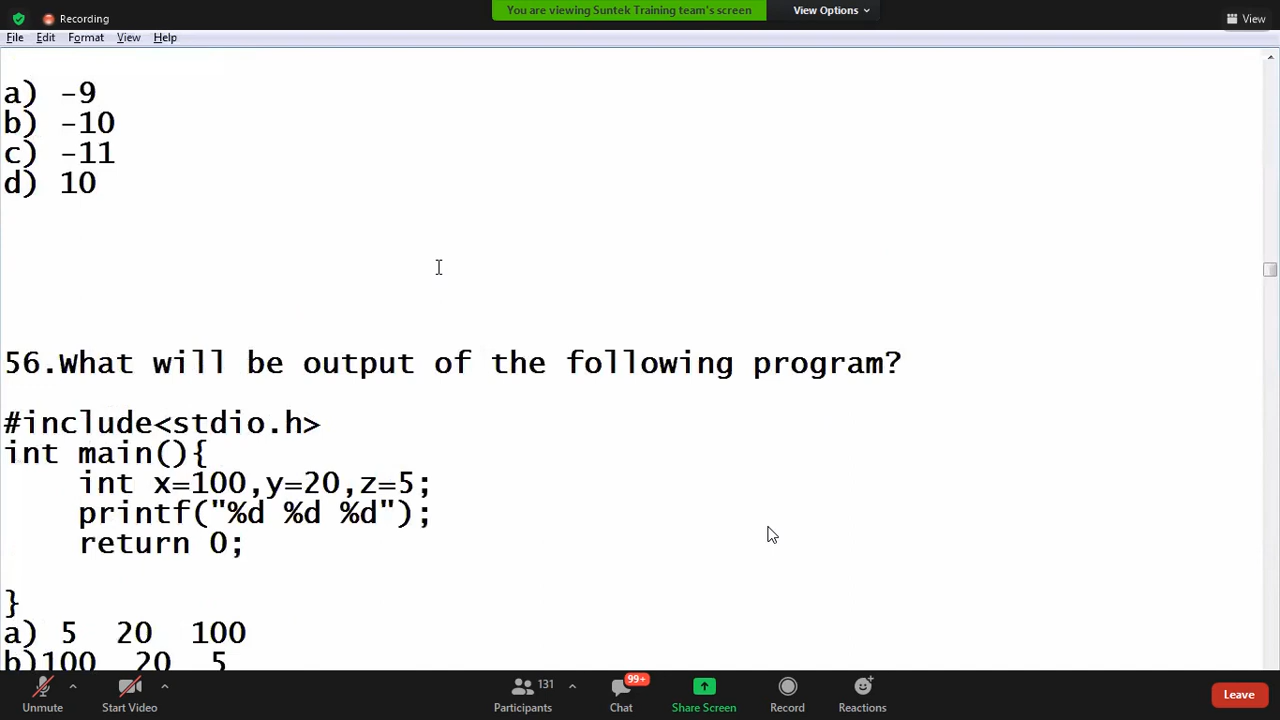 Recording
You are viewing Suntek Training team's screen
View Options
View
File Edit Format View Help
a) -9
b) -10
c) -11
d) 10
56.What will be output of the following program?
#include<stdio.h>
int main(){
int x=100,y=20,z=5;
printf("%d %d %d");
return 0;
}
a) 5 20 100
b)100 20 5
Unmute
Start Video
131
Participants
99+
Chat
Share Screen
Record
Reactions
Leave